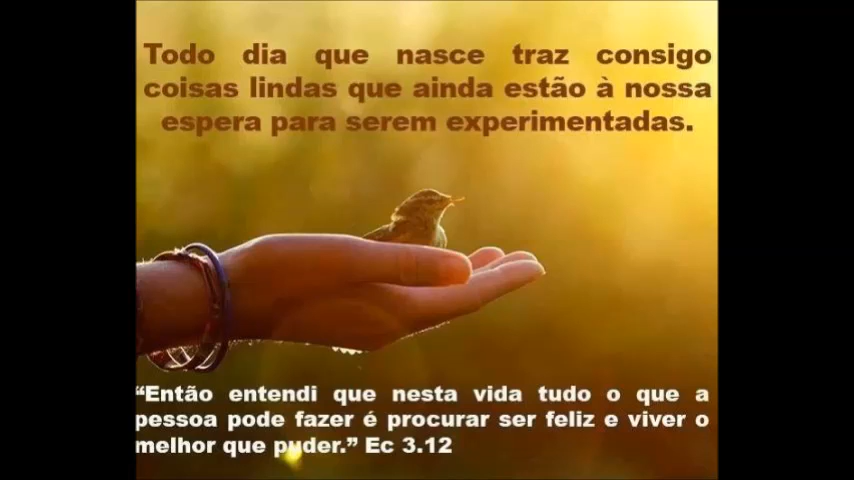 Todo dia que nasce traz consigo
coisas lindas que ainda estão à nossa
espera para serem experimentadas.
“Então entendi que nesta vida tudo o que a
pessoa pode fazer é procurar ser feliz e viver o
melhor que puder.” Ec 3.12